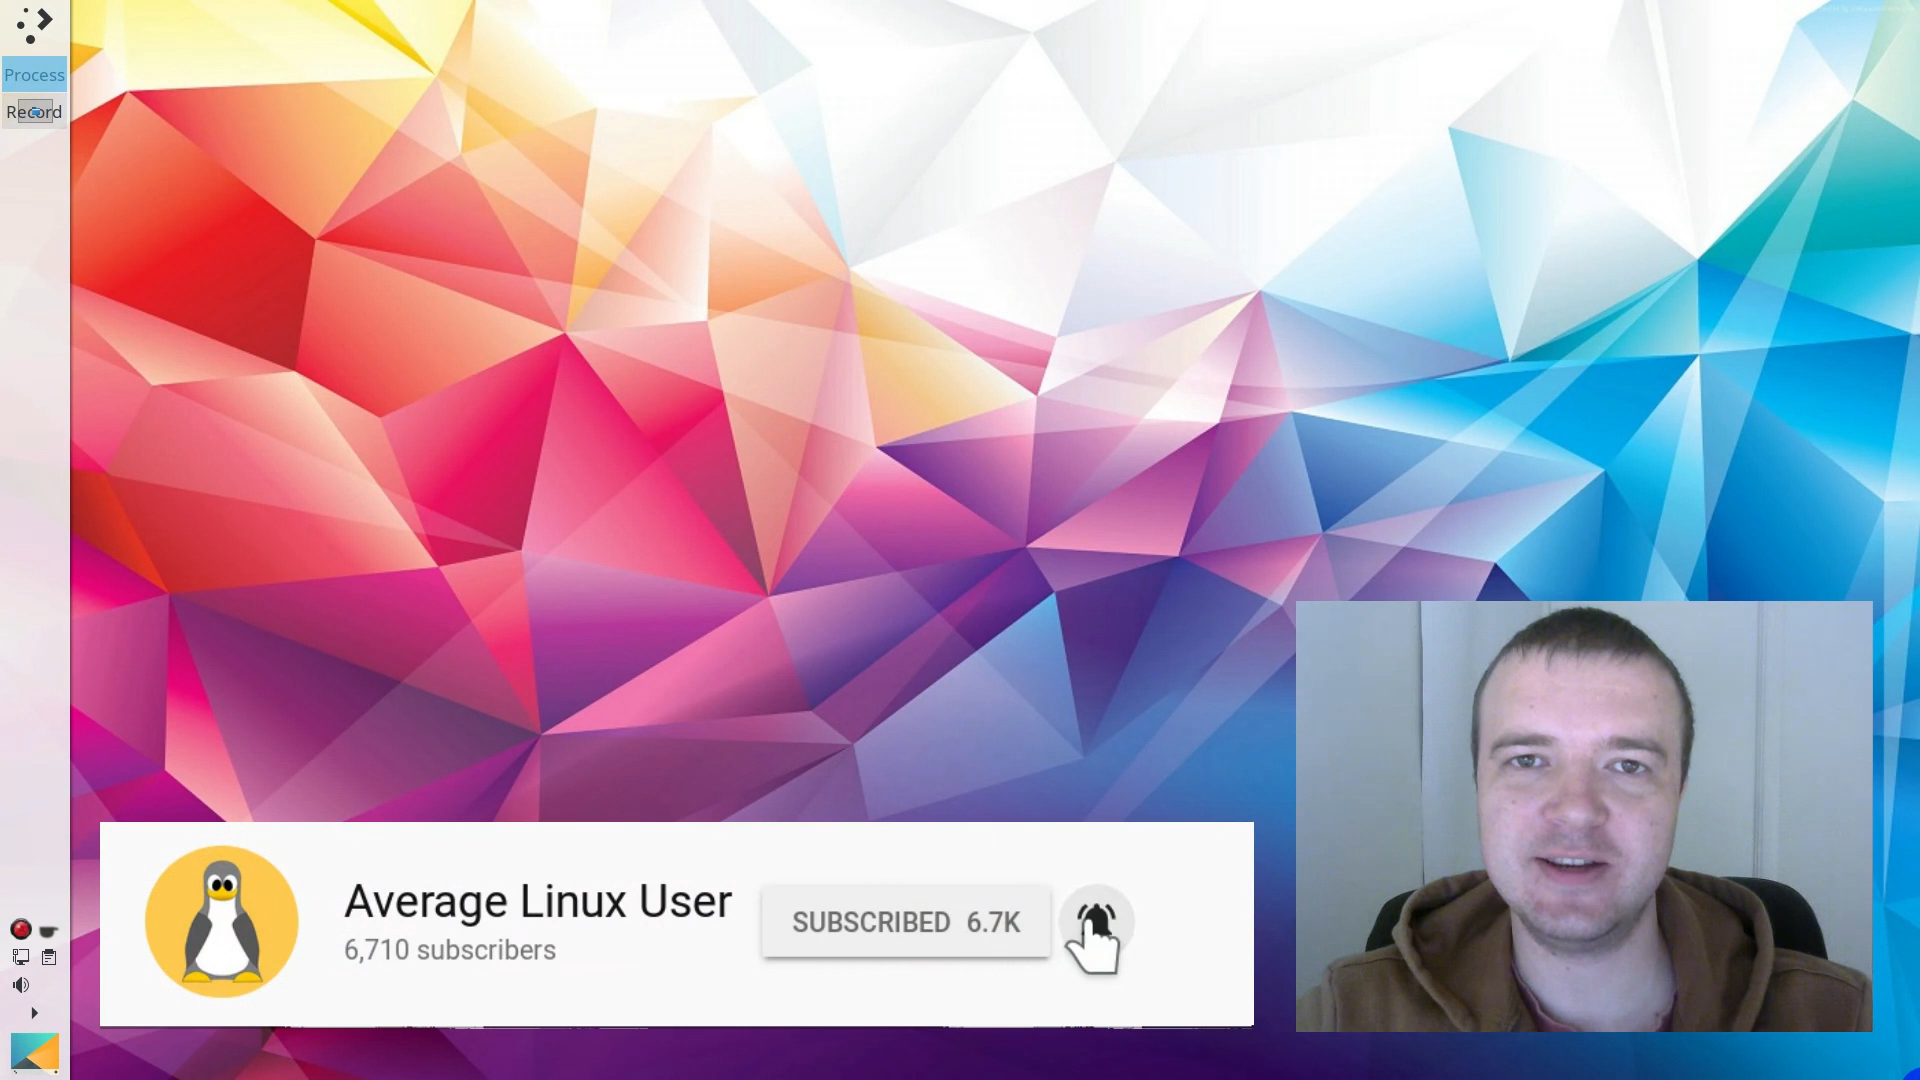 Process
Record
Average Linux User
6,710 subscribers
SUBSCRIBED 6.7K